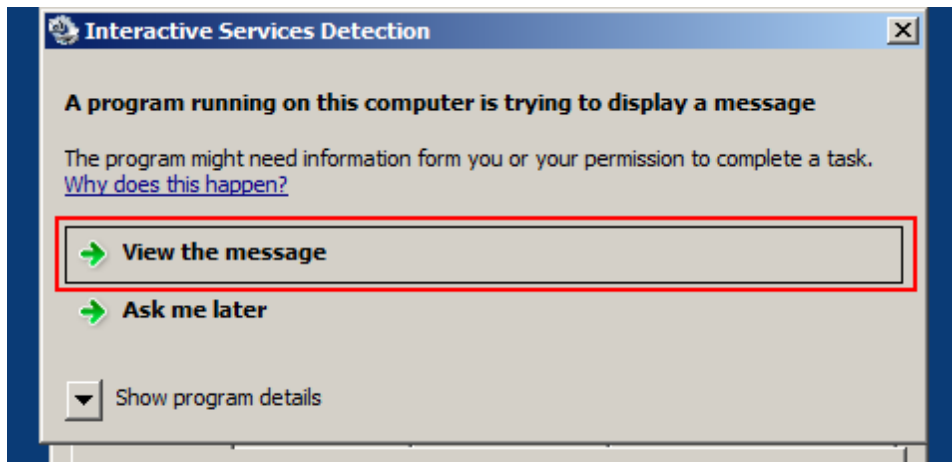 Interactive Services Detection
A program running on this computer is trying to display a message
The program might need information form you or your permission to complete a task.
Why does this happen?
View the message
Ask me later
Show program details